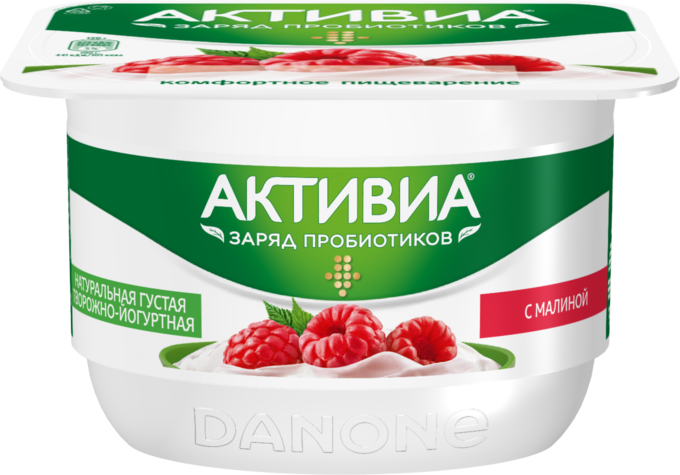 АКТИВИА®
ЗАРЯД ПРОБИОТИКОВ
комфортное пищеварение
АКТИВИА®
ЗАРЯД ПРОБИОТИКОВ
НАТУРАЛЬНАЯ ГУСТАЯ
ТВОРОЖНО-ЙОГУРТНАЯ
С МАЛИНОЙ
DANONE